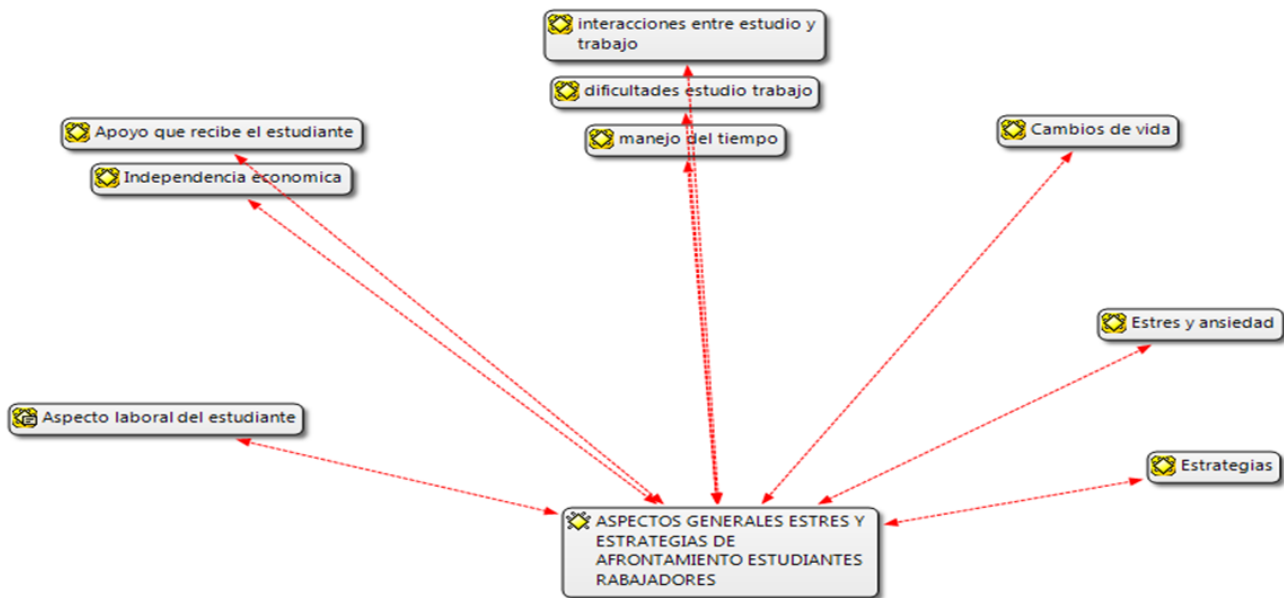 interacciones entre estudio y
trabajo
dificultades estudio trabajo
manejo del tiempo
Apoyo que recibe el estudiante
Independencia economica
Cambios de vida
Estres y ansiedad
Aspecto laboral del estudiante
Estrategias
ASPECTOS GENERALES ESTRES Y
ESTRATEGIAS DE
AFRONTAMIENTO ESTUDIANTES
RABAJADORES